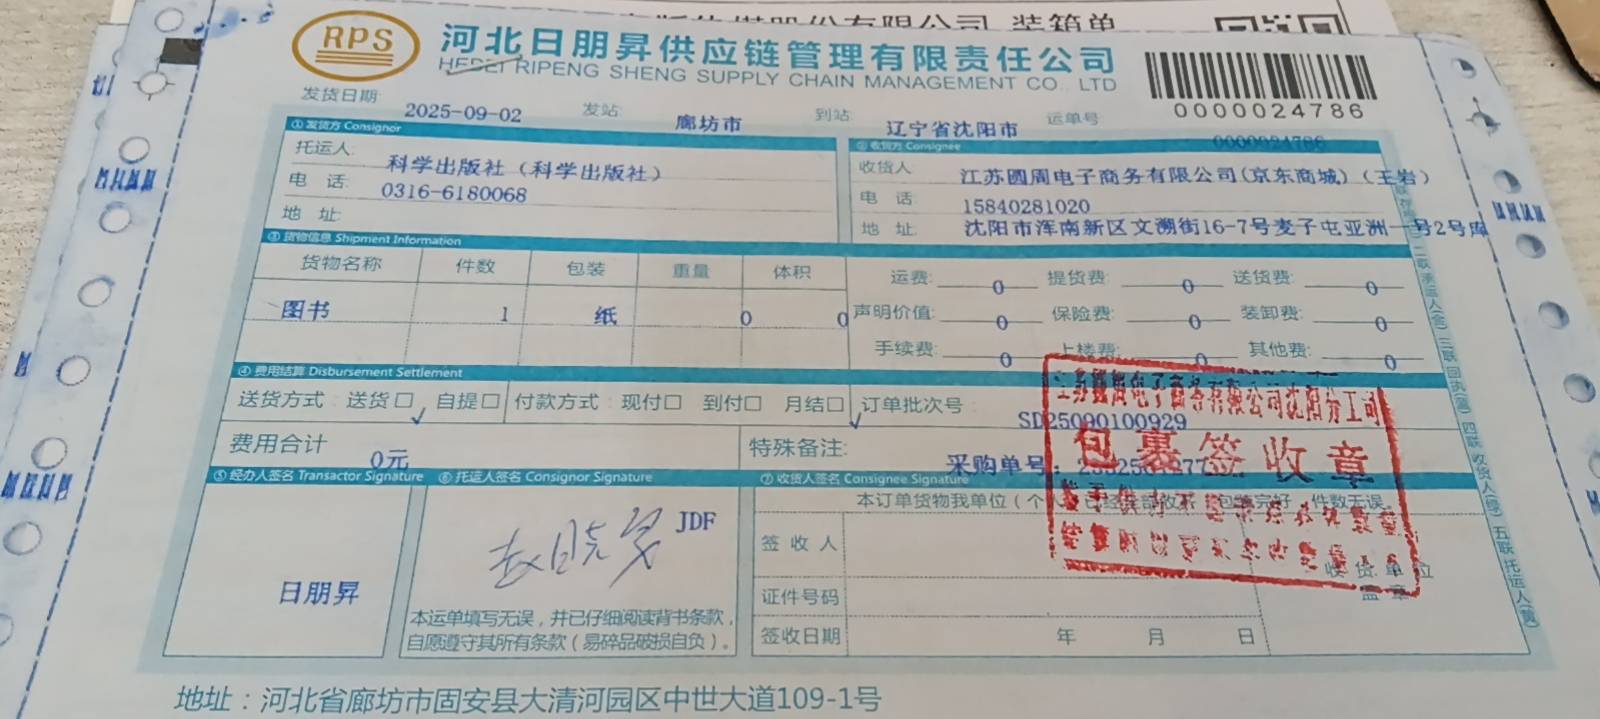 RPS
河北日朋昇供应链管理有限责任公司
HEBEI RIPENG SHENG SUPPLY CHAIN MANAGEMENT CO., LTD
0000024786
发货日期: 2025-09-02 发站: 廊坊市 到站: 辽宁省沈阳市 运单号 0000024786
①发货方 Consignor
②收货方 Consignee
托运人: 科学出版社（科学出版社）
收货人 江苏圆周电子商务有限公司(京东商城)（王岩）
电 话: 0316-6180068
电 话: 15840281020
地 址:
地 址: 沈阳市浑南新区文溯街16-7号麦子屯亚洲一号2号库
③货物信息 Shipment Information
货物名称 件数 包装 重量 体积
运费: 0 提货费: 0 送货费: 0
图书 1 纸 0 0
声明价值: 0 保险费: 0 装卸费: 0
手续费: 0 上楼费: 0 其他费: 0
④费用结算 Disbursement Settlement
送货方式: 送货□ 自提□ 付款方式: 现付□ 到付□ 月结□ 订单批次号: SD25090100929
费用合计 0元
特殊备注:
采购单号:
⑤经办人签名 Transactor Signature ⑥托运人签名 Consignor Signature ⑦收货人签名 Consignee Signature
日朋昇
JDF
本运单填写无误，并已仔细阅读背书条款，
自愿遵守其所有条款（易碎品破损自负）。
签收人
证件号码
签收日期 年 月 日
收货单位
盖章
包裹签收章
地址：河北省廊坊市固安县大清河园区中世大道109-1号